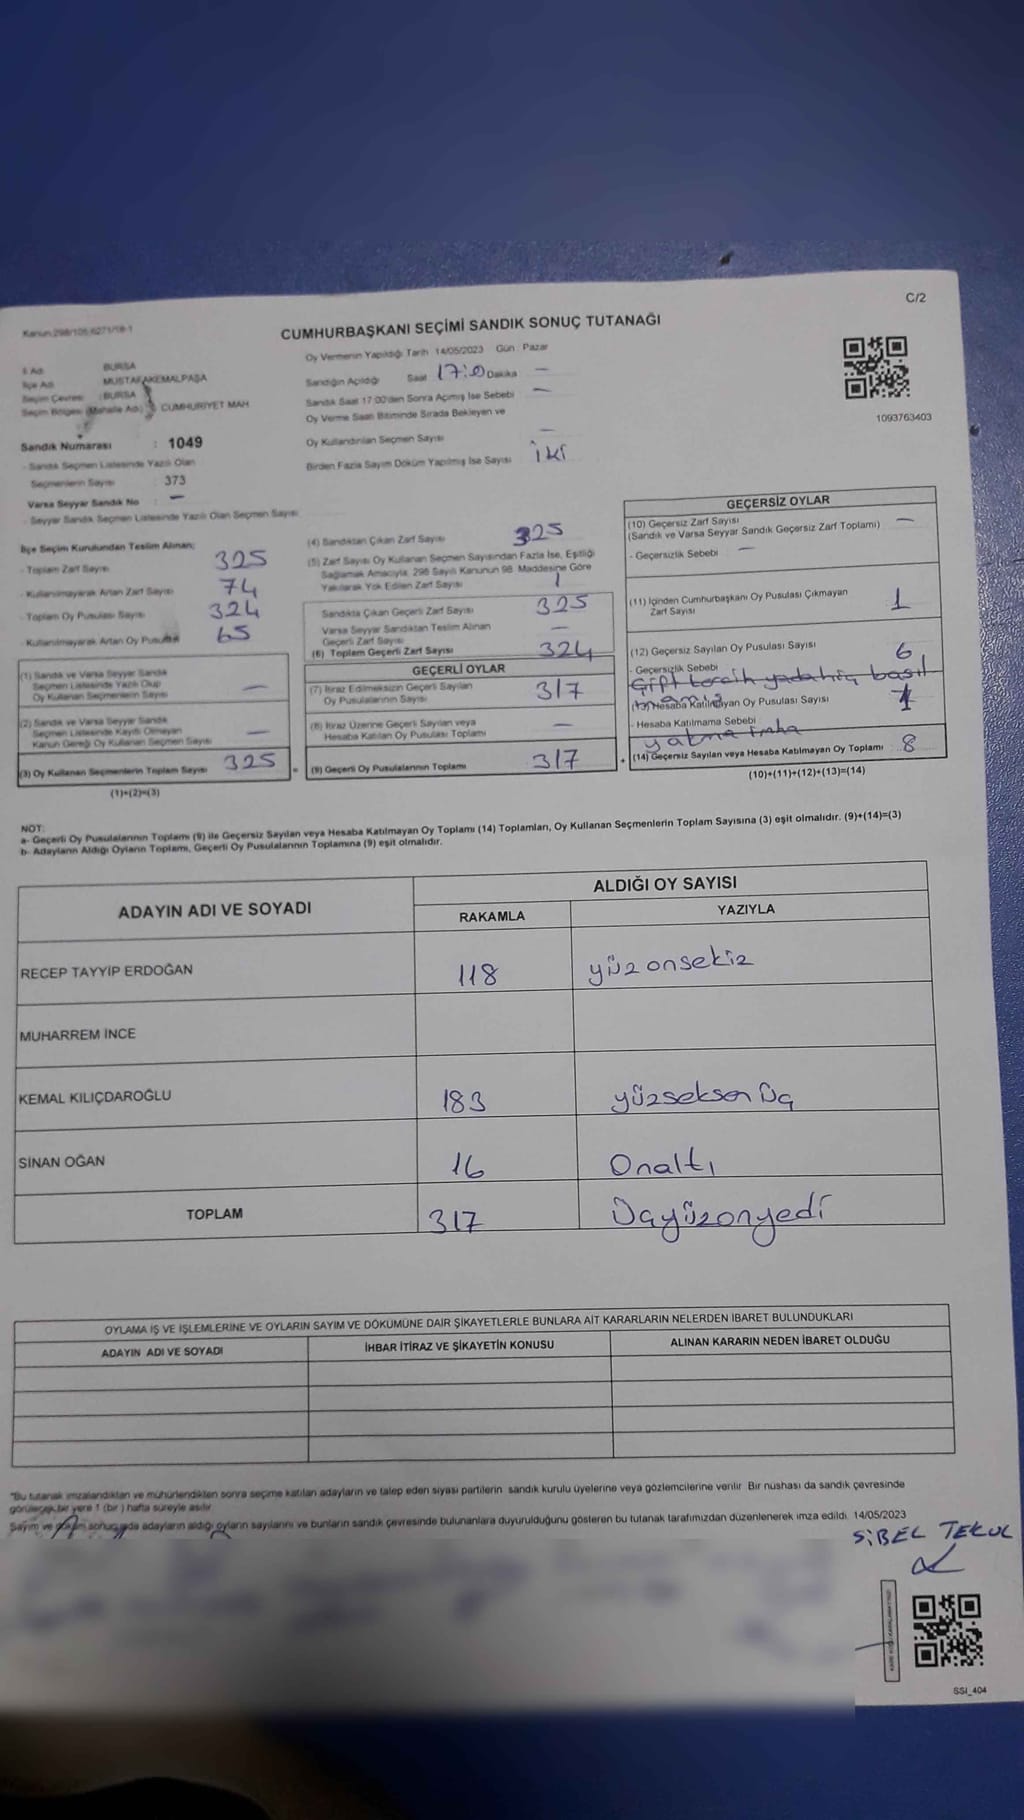 C/2
Kanun:298/105;6271/18-1
CUMHURBAŞKANI SEÇİMİ SANDIK SONUÇ TUTANAĞI
İl Adı : BURSA
İlçe Adı : MUSTAFAKEMALPAŞA
Seçim Çevresi : BURSA
Seçim Bölgesi (Mahalle Adı) : CUMHURİYET MAH
Sandık Numarası : 1049
- Sandık Seçmen Listesinde Yazılı Olan
Seçmenlerin Sayısı : 373
Varsa Seyyar Sandık No : —
- Seyyar Sandık Seçmen Listesinde Yazılı Olan Seçmen Sayısı
Oy Vermenin Yapıldığı Tarih 14/05/2023 Gün : Pazar
Sandığın Açıldığı Saat 17:0 Dakika —
Sandık Saat 17:00'den Sonra Açımış İse Sebebi —
Oy Verme Saati Bitiminde Sırada Bekleyen ve
Oy Kullandırılan Seçmen Sayısı —
Birden Fazla Sayım Döküm Yapılmış İse Sayısı iki
1093763403
İlçe Seçim Kurulundan Teslim Alınan;
- Toplam Zarf Sayısı 325
- Kullanılmayarak Artan Zarf Sayısı 74
- Toplam Oy Pusulası Sayısı 324
- Kullanılmayarak Artan Oy Pusulası 65
(1) Sandık ve Varsa Seyyar Sandık
Seçmen Listesinde Yazılı Olup
Oy Kullanan Seçmenlerin Sayısı —
(2) Sandık ve Varsa Seyyar Sandık
Seçmen Listesinde Kayıtlı Olmayan
Kanun Gereği Oy Kullanan Seçmen Sayısı —
(3) Oy Kullanan Seçmenlerin Toplam Sayısı 325
(1)+(2)=(3)
(4) Sandıktan Çıkan Zarf Sayısı 325
(5) Zarf Sayısı Oy Kullanan Seçmen Sayısından Fazla İse, Eşitliği
Sağlamak Amacıyla, 298 Sayılı Kanunun 98. Maddesine Göre
Yakılarak Yok Edilen Zarf Sayısı 1
Sandıkta Çıkan Geçerli Zarf Sayısı 325
Varsa Seyyar Sandıktan Teslim Alınan
Geçerli Zarf Sayısı —
(6) Toplam Geçerli Zarf Sayısı 324
GEÇERLİ OYLAR
(7) İtiraz Edilmeksizin Geçerli Sayılan
Oy Pusulasının Sayısı 317
(8) İtiraz Üzerine Geçerli Sayılan veya
Hesaba Katılan Oy Pusulası Toplamı —
(9) Geçerli Oy Pusulalarının Toplamı 317
GEÇERSİZ OYLAR
(10) Geçersiz Zarf Sayısı
(Sandık ve Varsa Seyyar Sandık Geçersiz Zarf Toplamı) —
- Geçersizlik Sebebi —
(11) İçinden Cumhurbaşkanı Oy Pusulası Çıkmayan
Zarf Sayısı 1
(12) Geçersiz Sayılan Oy Pusulası Sayısı 6
- Geçersizlik Sebebi
Çift tercih yada hiç basıl
(13) Hesaba Katılmayan Oy Pusulası Sayısı 1
- Hesaba Katılmama Sebebi
yakma imha
(14) Geçersiz Sayılan veya Hesaba Katılmayan Oy Toplamı 8
(10)+(11)+(12)+(13)=(14)
NOT:
a- Geçerli Oy Pusulalarının Toplamı (9) ile Geçersiz Sayılan veya Hesaba Katılmayan Oy Toplamı (14) Toplamları, Oy Kullanan Seçmenlerin Toplam Sayısına (3) eşit olmalıdır. (9)+(14)=(3)
b- Adayların Aldığı Oyların Toplamı, Geçerli Oy Pusulalarının Toplamına (9) eşit olmalıdır.
ADAYIN ADI VE SOYADI ALDIĞI OY SAYISI
RAKAMLA YAZIYLA
RECEP TAYYİP ERDOĞAN 118 yüzonsekiz
MUHARREM İNCE
KEMAL KILIÇDAROĞLU 183 yüzseksen üç
SİNAN OĞAN 16 Onaltı
TOPLAM 317 Üçyüzonyedi
OYLAMA İŞ VE İŞLEMLERİNE VE OYLARIN SAYIM VE DÖKÜMÜNE DAİR ŞİKAYETLERLE BUNLARA AİT KARARLARIN NELERDEN İBARET BULUNDUKLARI
ADAYIN ADI VE SOYADI İHBAR İTİRAZ VE ŞİKAYETİN KONUSU ALINAN KARARIN NEDEN İBARET OLDUĞU
"Bu tutanak imzalandıktan ve mühürlendikten sonra seçime katılan adayların ve talep eden siyasi partilerin sandık kurulu üyelerine veya gözlemcilerine verilir. Bir nüshası da sandık çevresinde
görülecek bir yere 1 (bir ) hafta süreyle asılır.
Sayım ve döküm sonucunda adayların aldığı oyların sayılarını ve bunların sandık çevresinde bulunanlara duyurulduğunu gösteren bu tutanak tarafımızdan düzenlenerek imza edildi. 14/05/2023
SİBEL TEKUL
SSI_404